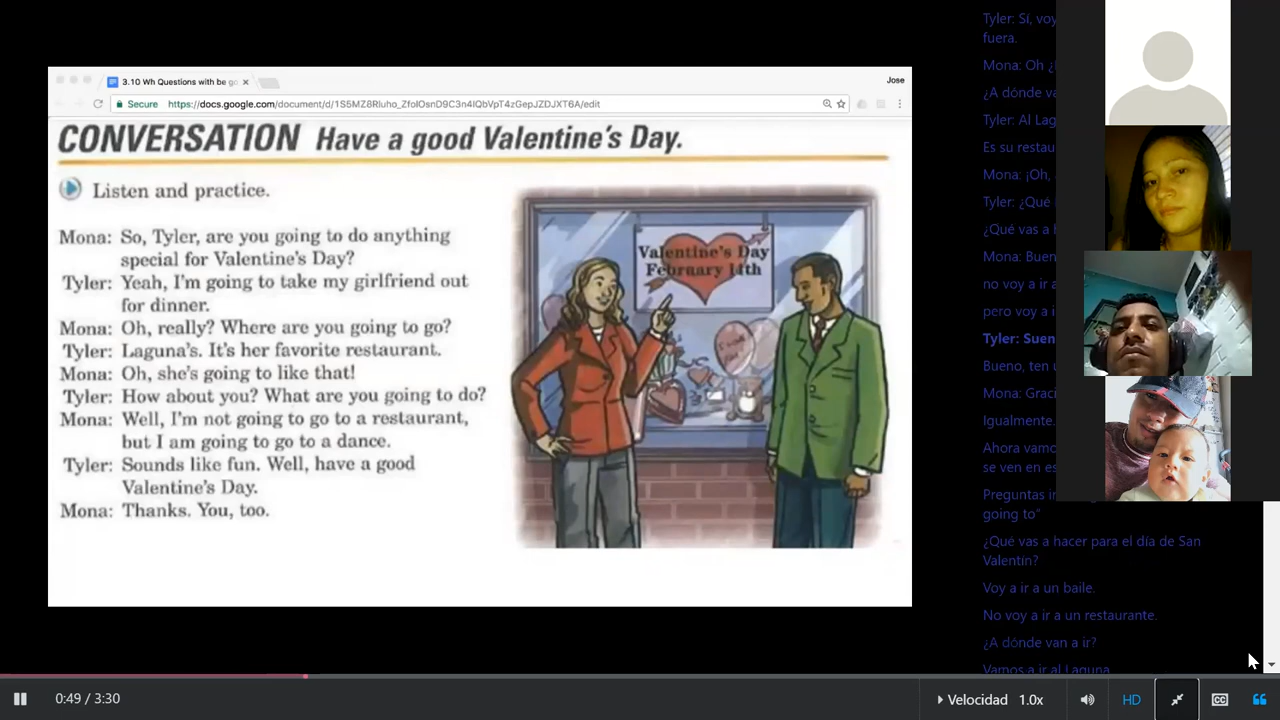 3.10 Wh Questions with be go
Jose
Secure https://docs.google.com/document/d/1S5MZ8Rluho_ZfoIOsnD9C3n4IQbVpT4zGepJZDJXT6A/edit
CONVERSATION Have a good Valentine's Day.
Listen and practice.
Mona: So, Tyler, are you going to do anything
special for Valentine's Day?
Tyler: Yeah, I'm going to take my girlfriend out
for dinner.
Mona: Oh, really? Where are you going to go?
Tyler: Laguna's. It's her favorite restaurant.
Mona: Oh, she's going to like that!
Tyler: How about you? What are you going to do?
Mona: Well, I'm not going to go to a restaurant,
but I am going to go to a dance.
Tyler: Sounds like fun. Well, have a good
Valentine's Day.
Mona: Thanks. You, too.
Valentine's Day
February 14th
Tyler: Sí, voy
fuera.
Mona: Oh
¿A dónde va
Tyler: Al Lag
Es su restau
Mona: ¡Oh,
Tyler: ¿Qué
¿Qué vas a h
Mona: Buen
no voy a ir a
pero voy a i
Tyler: Suen
Bueno, ten u
Mona: Graci
Igualmente.
Ahora vamo
se ven en es
Preguntas in
going to"
¿Qué vas a hacer para el día de San
Valentín?
Voy a ir a un baile.
No voy a ir a un restaurante.
¿A dónde van a ir?
Vamos a ir al Laguna
0:49 / 3:30
Velocidad 1.0x
HD
CC